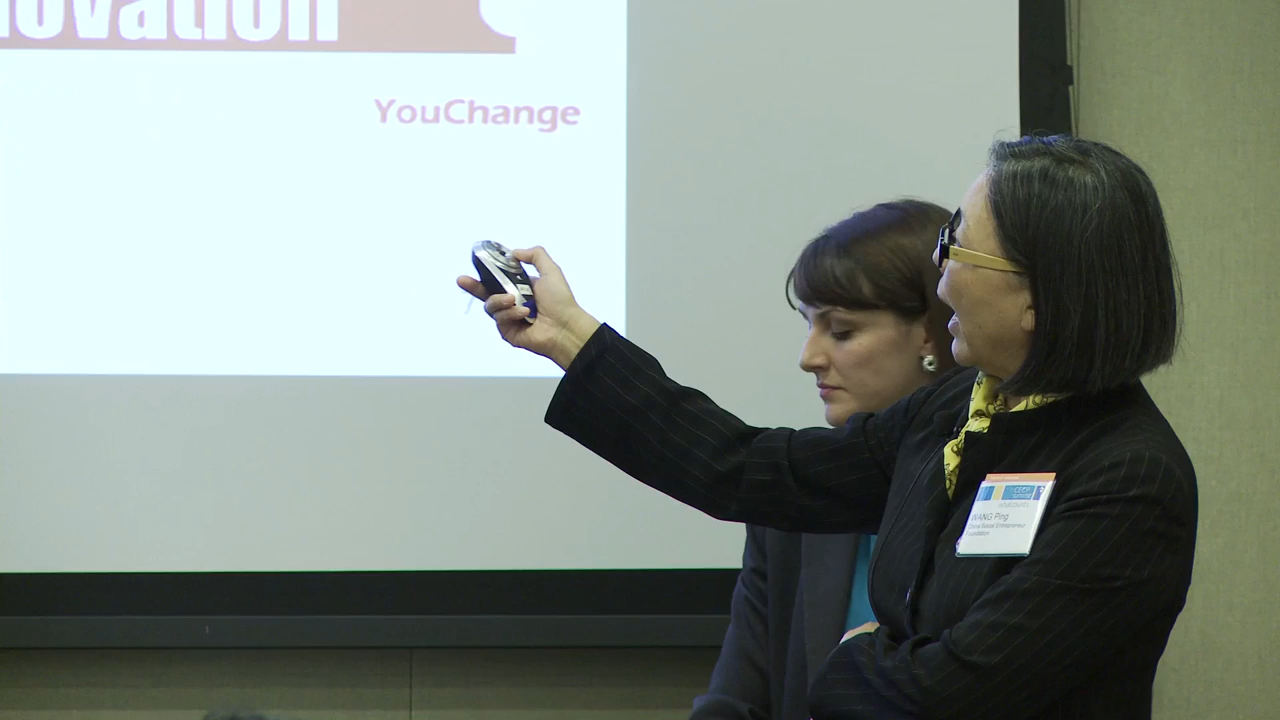 novation
YouChange
WANG Ping
China Social Entrepreneur
Foundation